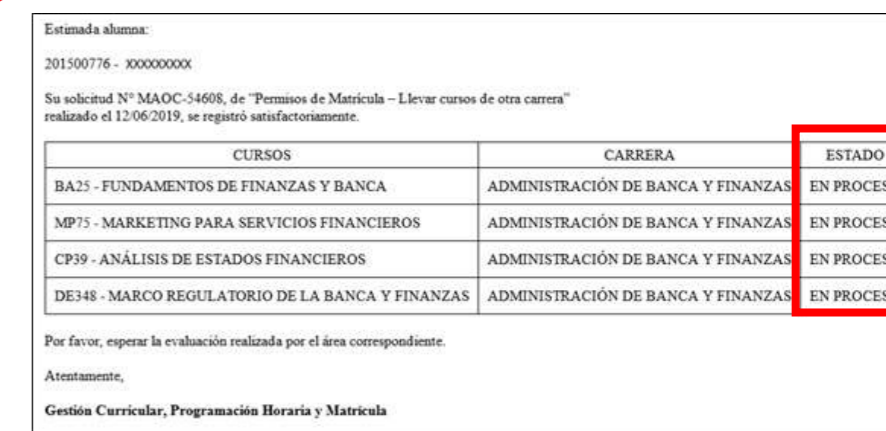 Estimada alumna:
201500776 - XXXXXXXXX
Su solicitud N° MAOC-54608, de "Permisos de Matrícula – Llevar cursos de otra carrera"
realizado el 12/06/2019, se registró satisfactoriamente.
CURSOS CARRERA ESTADO
BA25 - FUNDAMENTOS DE FINANZAS Y BANCA ADMINISTRACIÓN DE BANCA Y FINANZAS EN PROCES
MP75 - MARKETING PARA SERVICIOS FINANCIEROS ADMINISTRACIÓN DE BANCA Y FINANZAS EN PROCES
CP39 - ANÁLISIS DE ESTADOS FINANCIEROS ADMINISTRACIÓN DE BANCA Y FINANZAS EN PROCES
DE348 - MARCO REGULATORIO DE LA BANCA Y FINANZAS ADMINISTRACIÓN DE BANCA Y FINANZAS EN PROCES
Por favor, esperar la evaluación realizada por el área correspondiente.
Atentamente,
Gestión Curricular, Programación Horaria y Matrícula